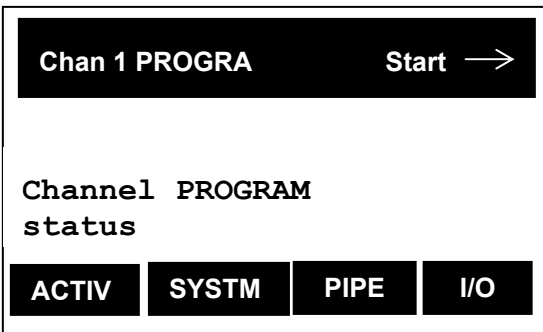 Chan 1 PROGRA Start →
Channel PROGRAM
status
ACTIV SYSTM PIPE I/O